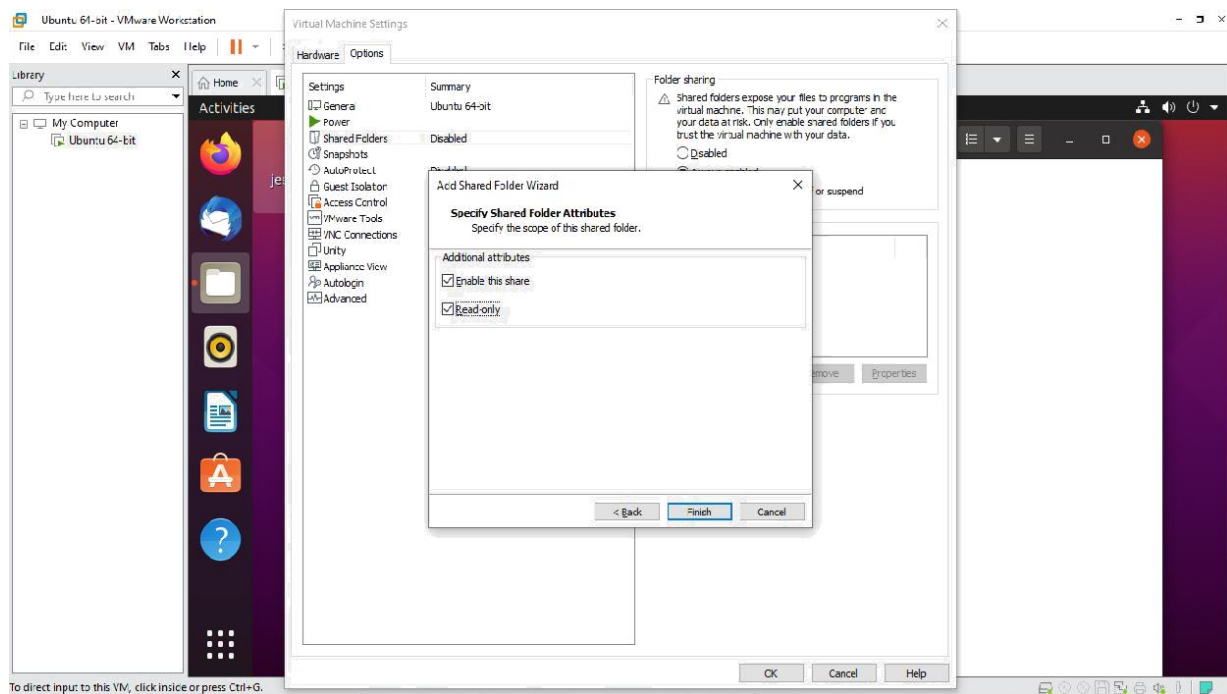 Ubuntu 64-bit - VMware Workstation
File Edit View VM Tabs Help
Library
Type here to search
My Computer
Ubuntu 64-bit
Home
Activities
Virtual Machine Settings
Hardware Options
Settings Summary
General Ubuntu 64-bit
Power
Shared Folders Disabled
Snapshots
AutoProtect
Guest Isolation
Access Control
VMware Tools
VNC Connections
Unity
Appliance View
Autologin
Advanced
Folder sharing
Shared folders expose your files to programs in the
virtual machine. This may put your computer and
your data at risk. Only enable shared folders if you
trust the virtual machine with your data.
Disabled
or suspend
Add Shared Folder Wizard
Specify Shared Folder Attributes
Specify the scope of this shared folder.
Additional attributes
Enable this share
Read-only
< Back Finish Cancel
Properties
OK Cancel Help
To direct input to this VM, click inside or press Ctrl+G.